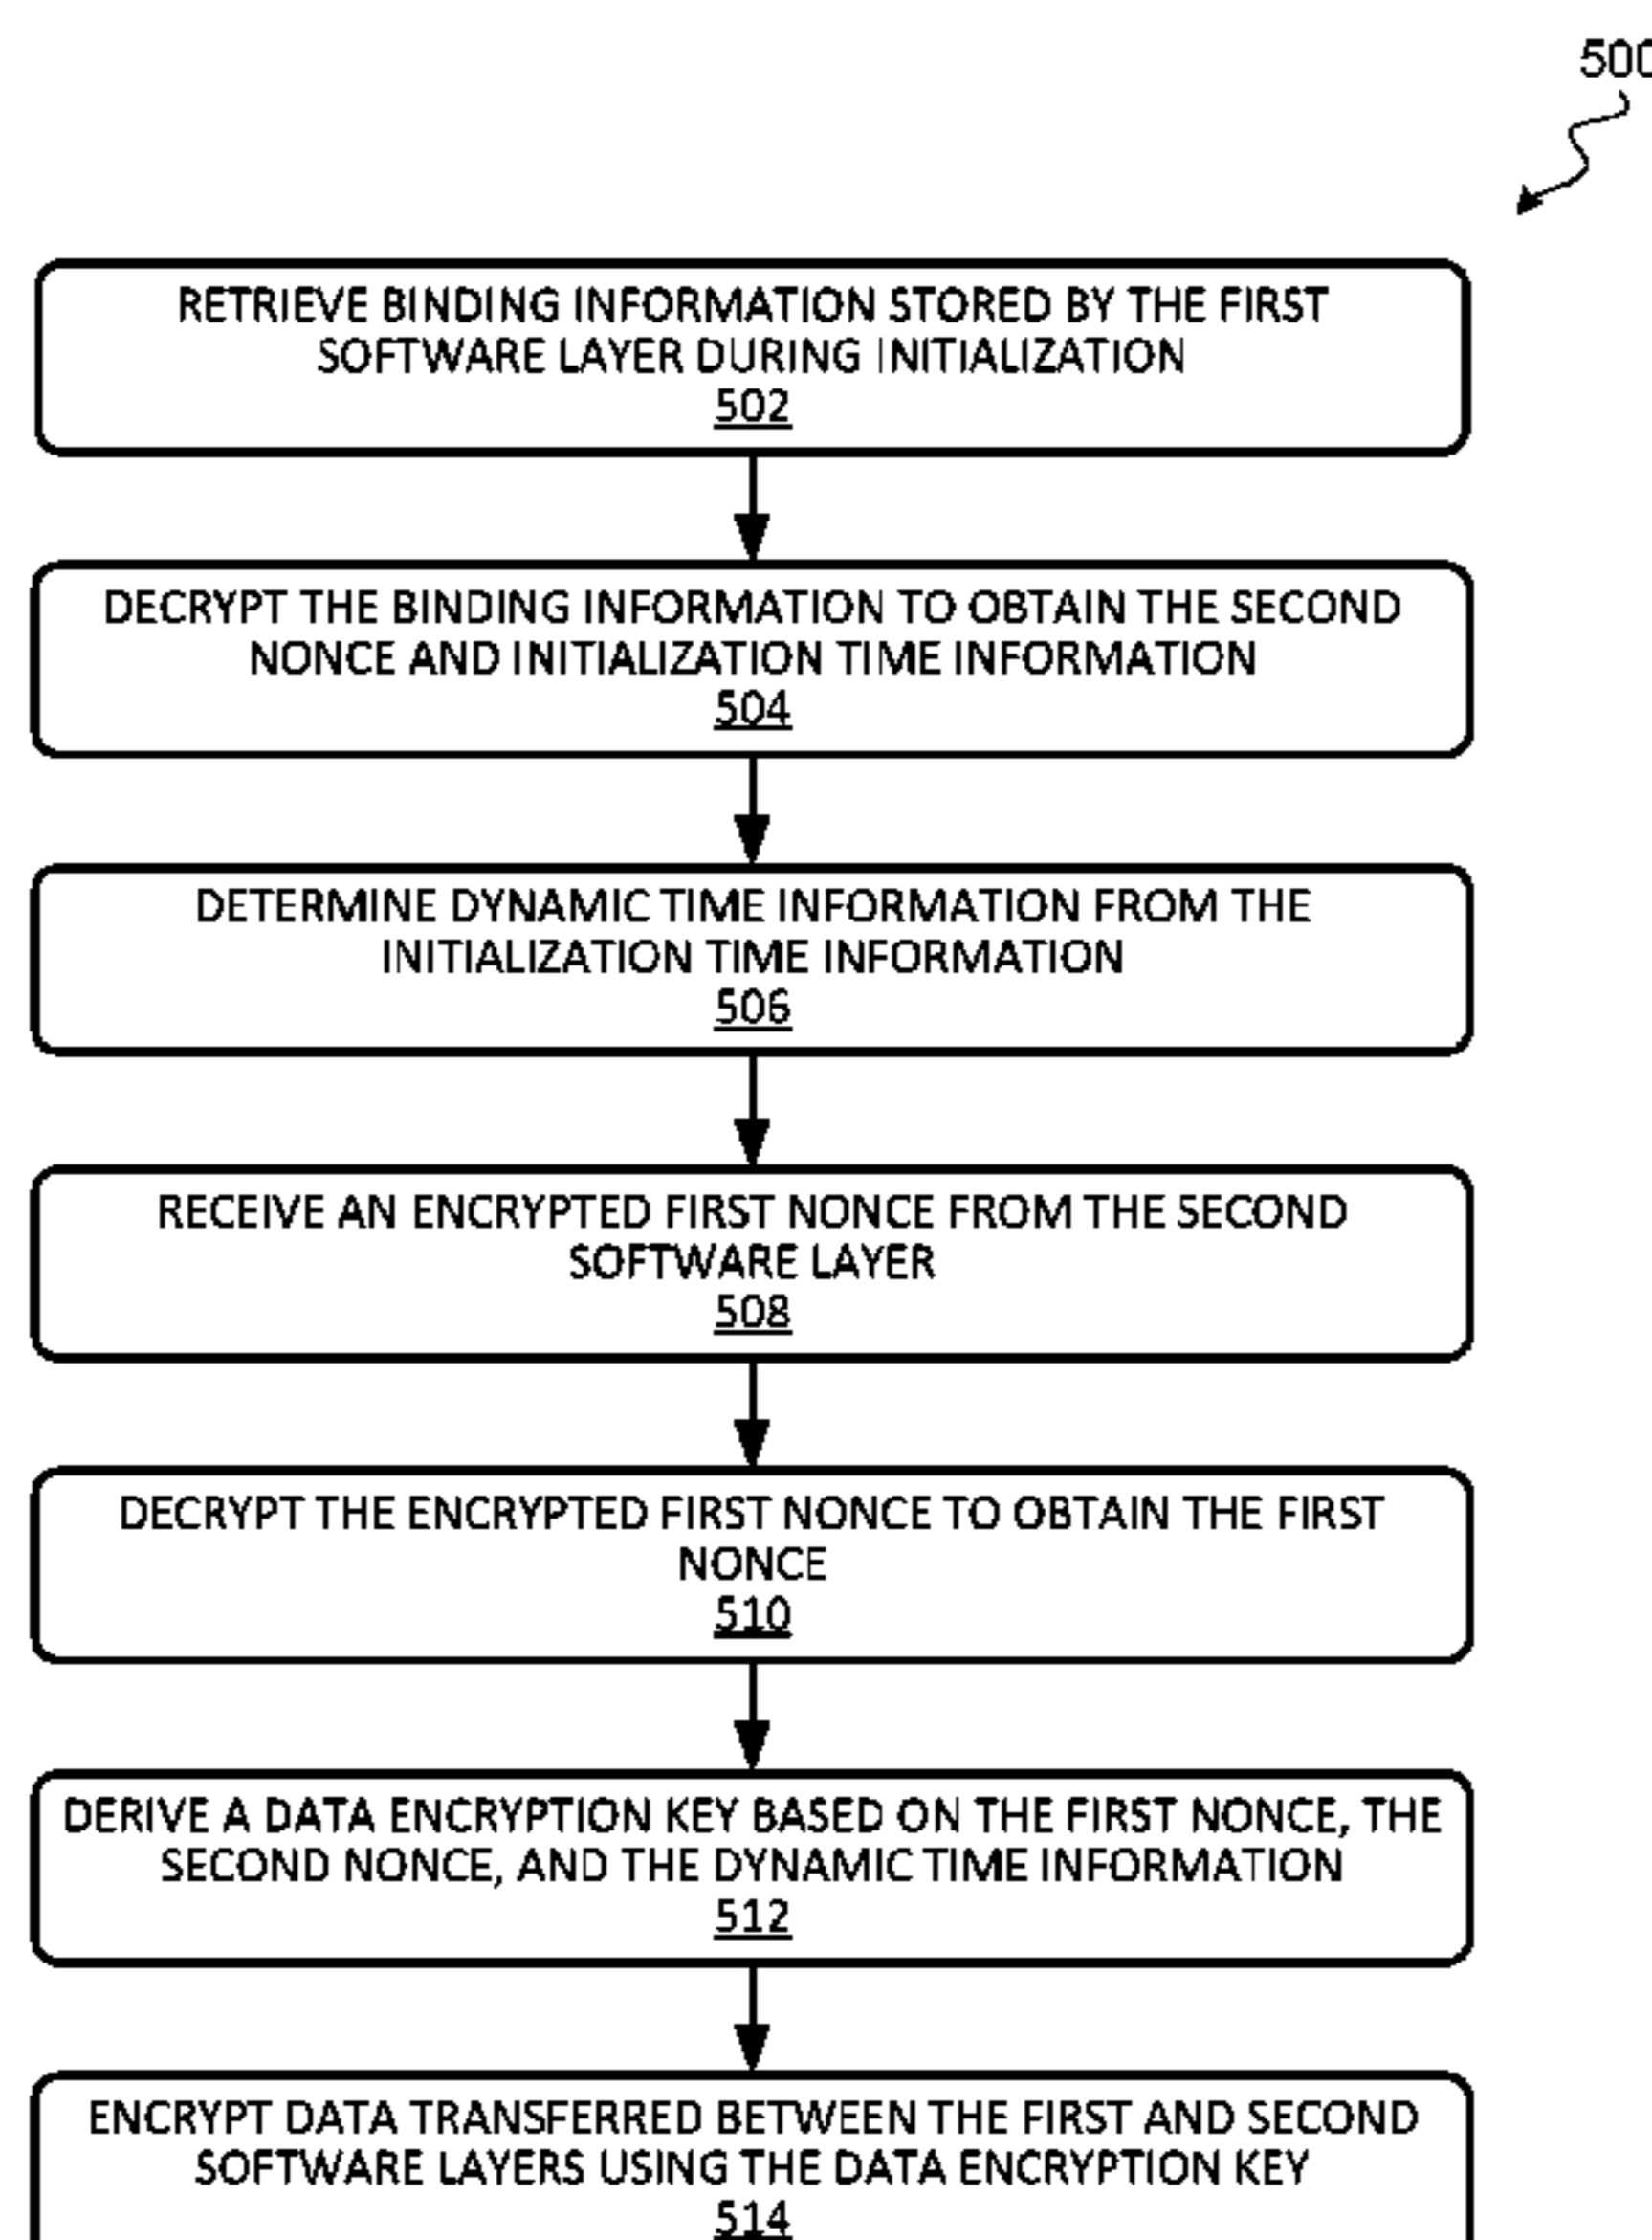 500
RETRIEVE BINDING INFORMATION STORED BY THE FIRST
SOFTWARE LAYER DURING INITIALIZATION
502
DECRYPT THE BINDING INFORMATION TO OBTAIN THE SECOND
NONCE AND INITIALIZATION TIME INFORMATION
504
DETERMINE DYNAMIC TIME INFORMATION FROM THE
INITIALIZATION TIME INFORMATION
506
RECEIVE AN ENCRYPTED FIRST NONCE FROM THE SECOND
SOFTWARE LAYER
508
DECRYPT THE ENCRYPTED FIRST NONCE TO OBTAIN THE FIRST
NONCE
510
DERIVE A DATA ENCRYPTION KEY BASED ON THE FIRST NONCE, THE
SECOND NONCE, AND THE DYNAMIC TIME INFORMATION
512
ENCRYPT DATA TRANSFERRED BETWEEN THE FIRST AND SECOND
SOFTWARE LAYERS USING THE DATA ENCRYPTION KEY
514